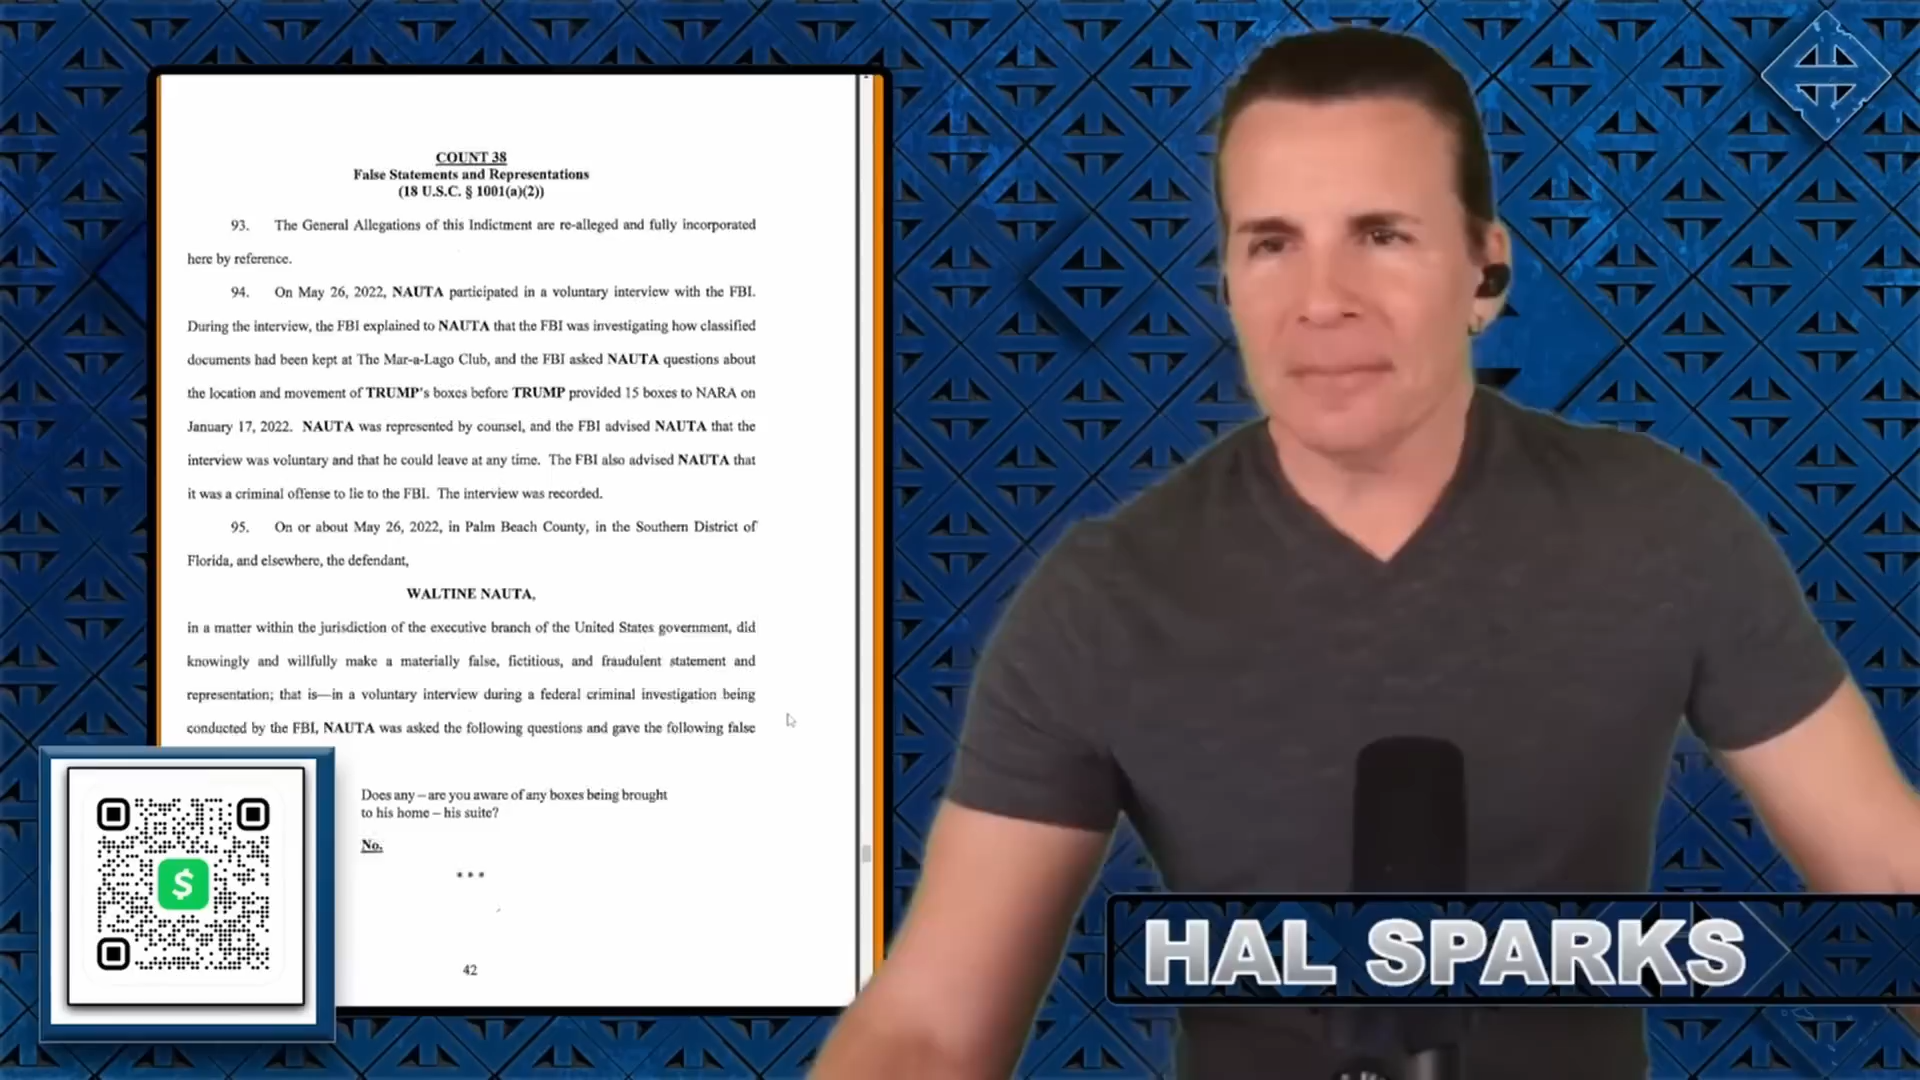 COUNT 38
False Statements and Representations
(18 U.S.C. § 1001(a)(2))
93. The General Allegations of this Indictment are re-alleged and fully incorporated
here by reference.
94. On May 26, 2022, NAUTA participated in a voluntary interview with the FBI.
During the interview, the FBI explained to NAUTA that the FBI was investigating how classified
documents had been kept at The Mar-a-Lago Club, and the FBI asked NAUTA questions about
the location and movement of TRUMP's boxes before TRUMP provided 15 boxes to NARA on
January 17, 2022. NAUTA was represented by counsel, and the FBI advised NAUTA that the
interview was voluntary and that he could leave at any time. The FBI also advised NAUTA that
it was a criminal offense to lie to the FBI. The interview was recorded.
95. On or about May 26, 2022, in Palm Beach County, in the Southern District of
Florida, and elsewhere, the defendant,
WALTINE NAUTA,
in a matter within the jurisdiction of the executive branch of the United States government, did
knowingly and willfully make a materially false, fictitious, and fraudulent statement and
representation; that is—in a voluntary interview during a federal criminal investigation being
conducted by the FBI, NAUTA was asked the following questions and gave the following false
Does any – are you aware of any boxes being brought
to his home – his suite?
No.
* * *
42
$
HAL SPARKS